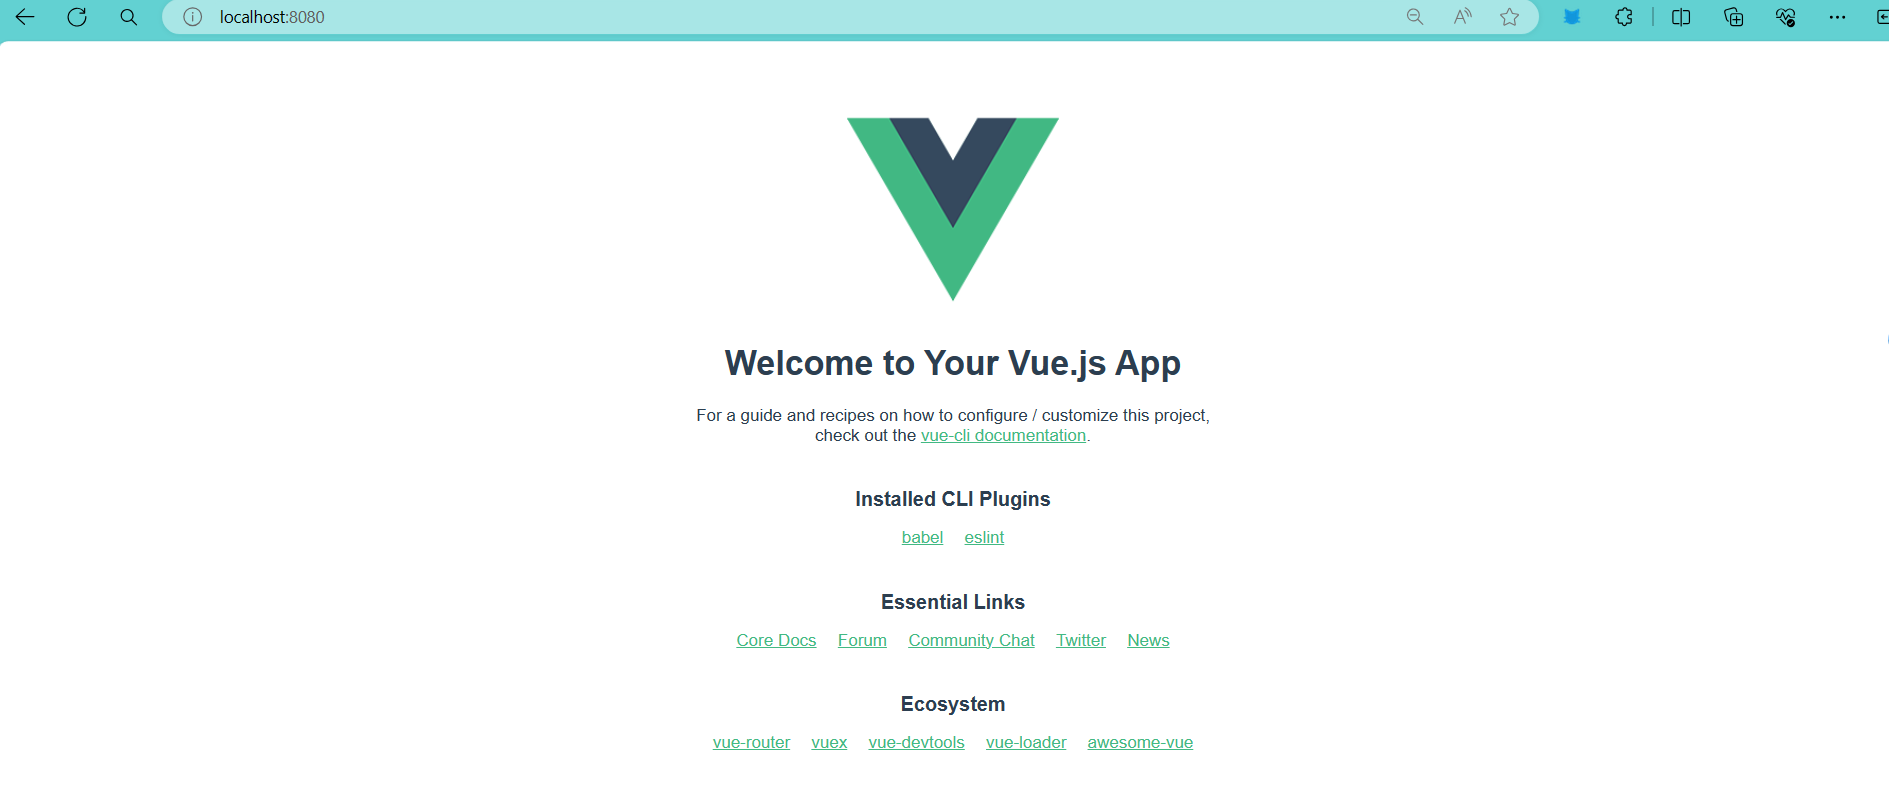 localhost:8080
Welcome to Your Vue.js App
For a guide and recipes on how to configure / customize this project,
check out the vue-cli documentation.
Installed CLI Plugins
babel eslint
Essential Links
Core Docs Forum Community Chat Twitter News
Ecosystem
vue-router vuex vue-devtools vue-loader awesome-vue